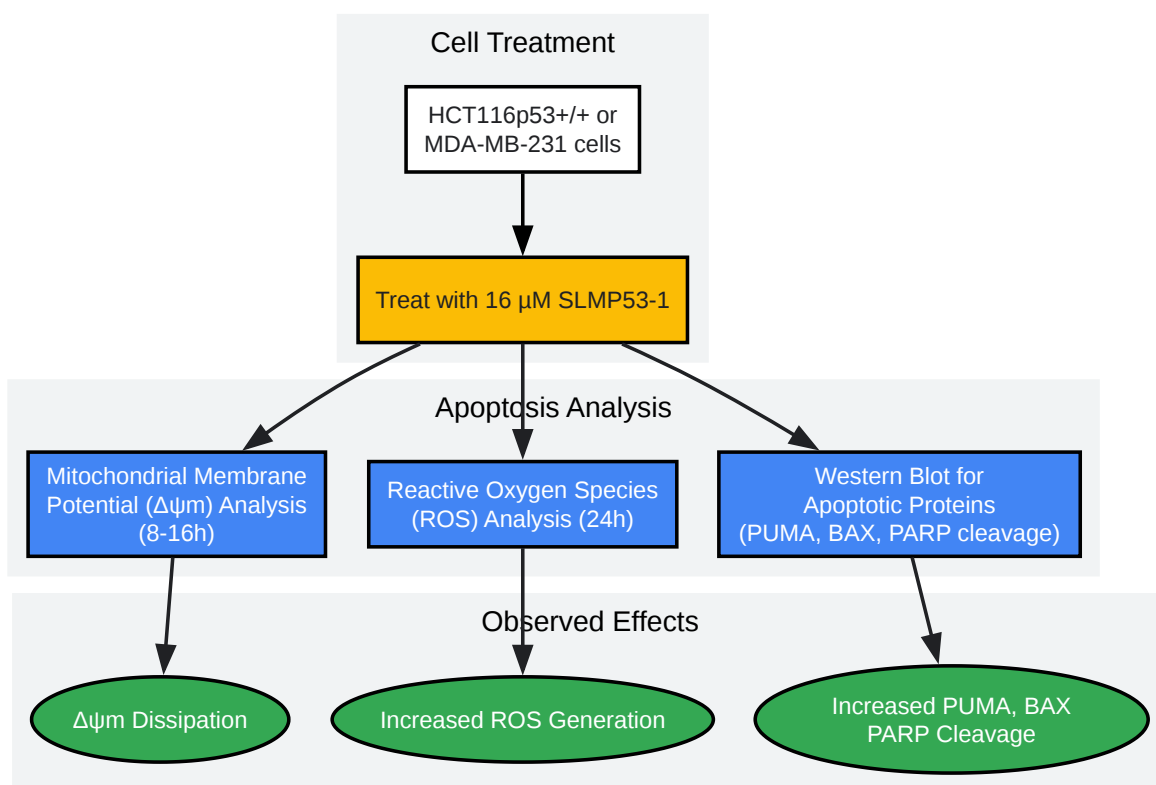 Cell Treatment
HCT116p53+/+ or
MDA-MB-231 cells
Treat with 16 µM SLMP53-1
Apoptosis Analysis
Mitochondrial Membrane
Potential (Δψm) Analysis
(8-16h)
Reactive Oxygen Species
(ROS) Analysis (24h)
Western Blot for
Apoptotic Proteins
(PUMA, BAX, PARP cleavage)
Observed Effects
Δψm Dissipation
Increased ROS Generation
Increased PUMA, BAX
PARP Cleavage